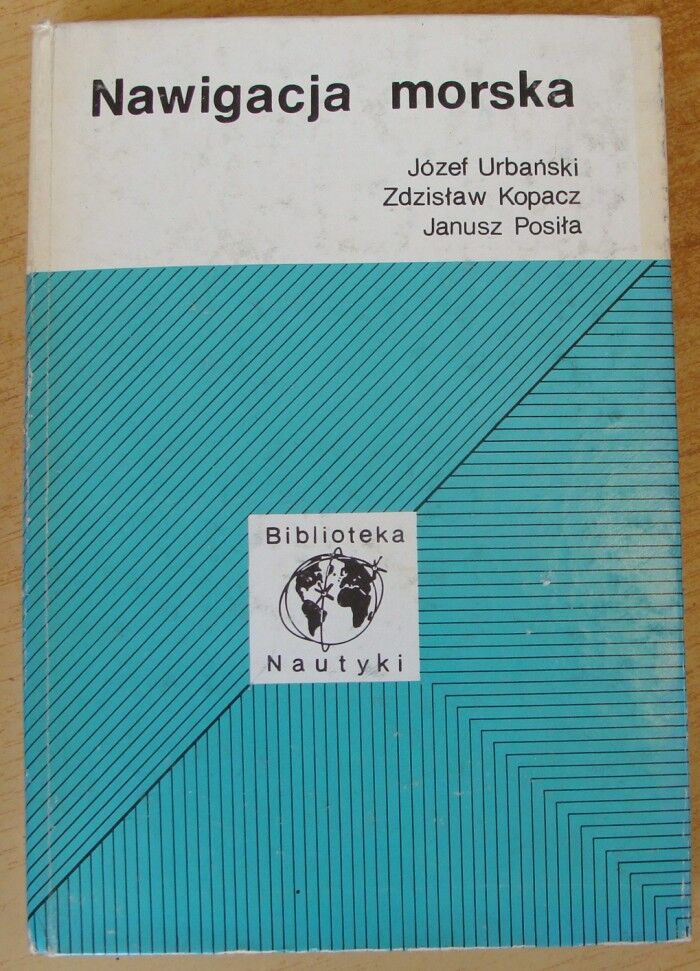 Nawigacja morska
Józef Urbański
Zdzisław Kopacz
Janusz Posiła
Biblioteka
Nautyki